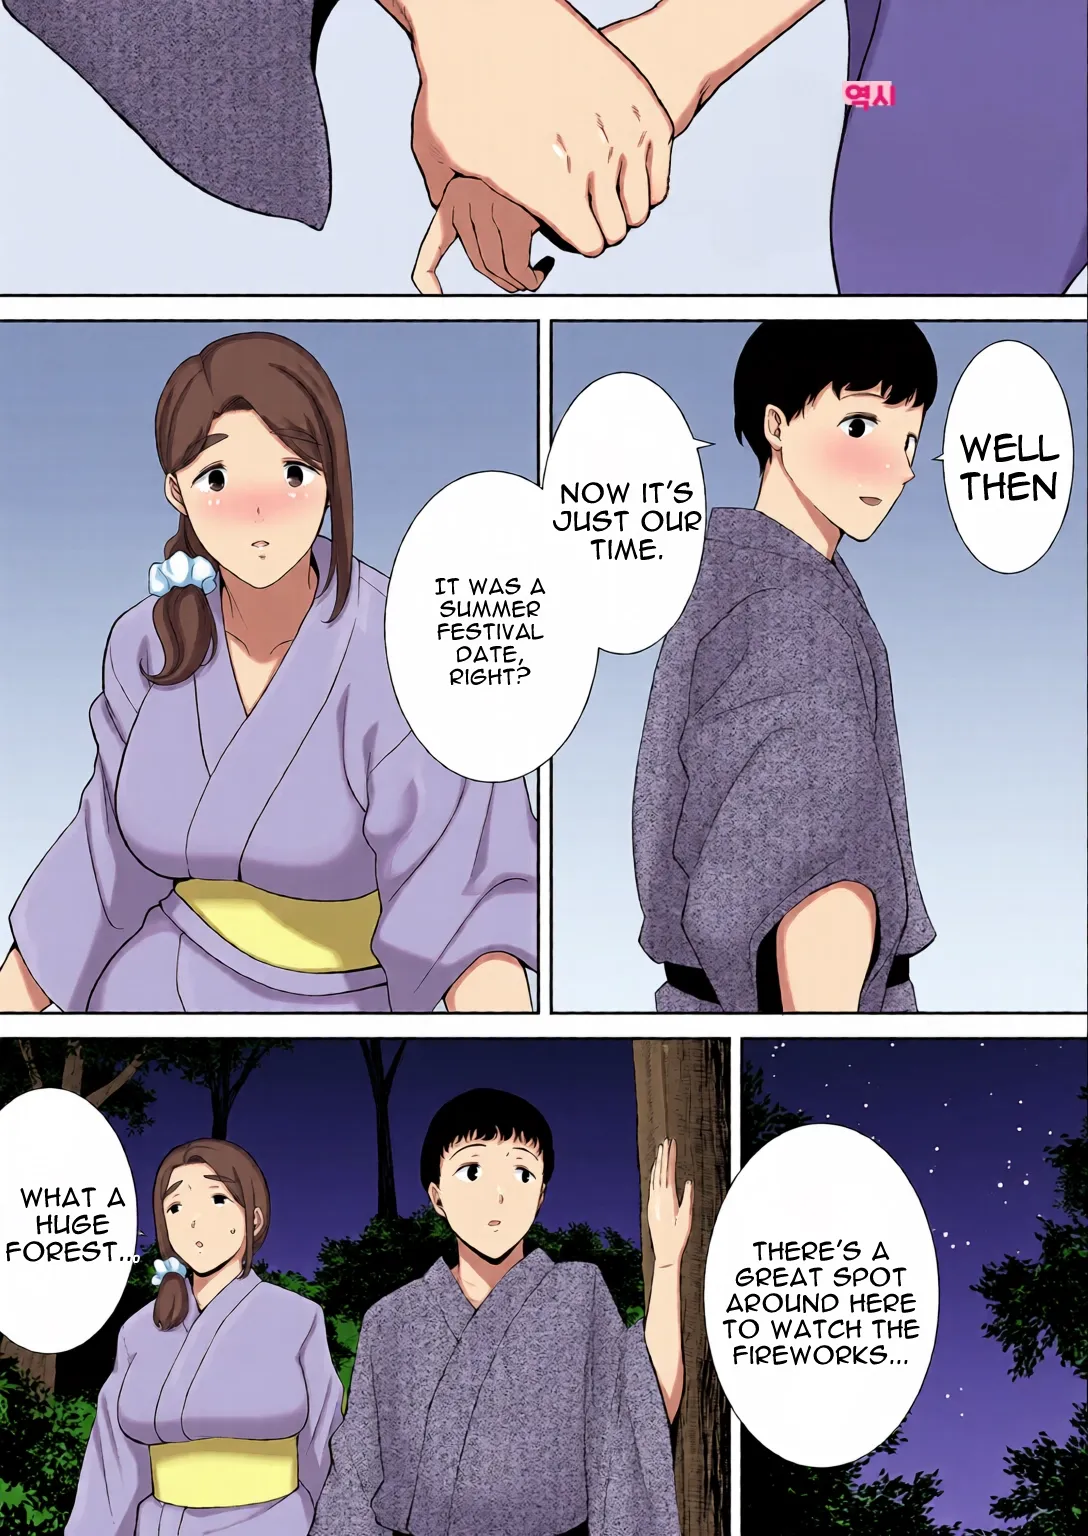 역시
WELL
THEN
NOW IT'S
JUST OUR
TIME.
IT WAS A
SUMMER
FESTIVAL
DATE,
RIGHT?
THERE'S A
GREAT SPOT
AROUND HERE
TO WATCH THE
FIREWORKS...
WHAT A
HUGE
FOREST...